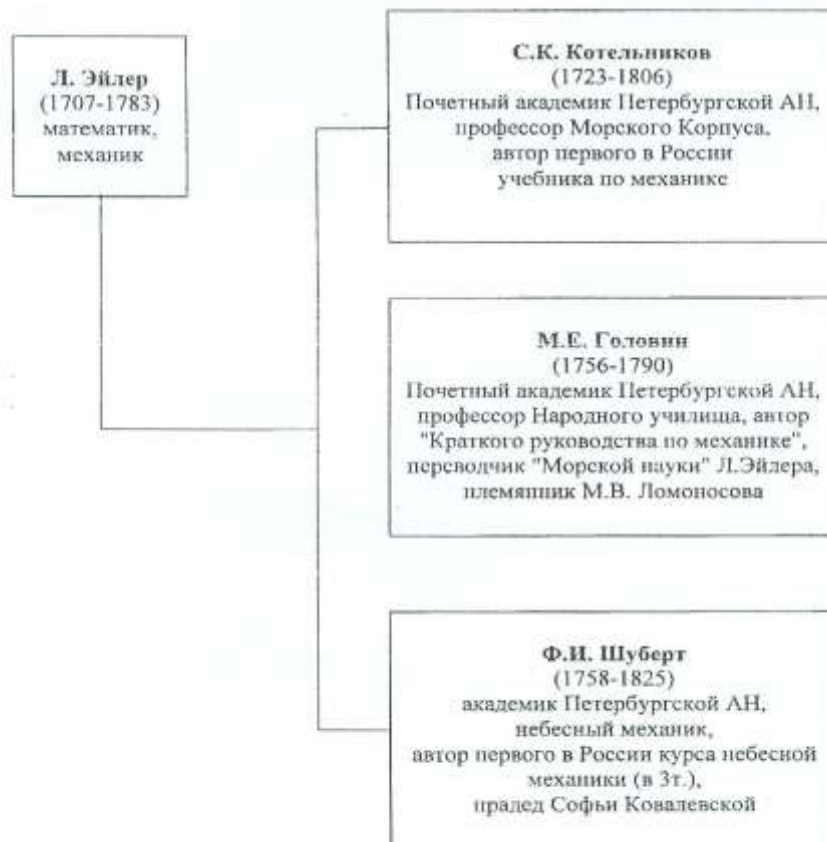 Л. Эйлер
(1707-1783)
математик,
механик
С.К. Котельников
(1723-1806)
Почетный академик Петербургской АН,
профессор Морского Корпуса,
автор первого в России
учебника по механике
М.Е. Головин
(1756-1790)
Почетный академик Петербургской АН,
профессор Народного училища, автор
"Краткого руководства по механике",
переводчик "Морской науки" Л.Эйлера,
племянник М.В. Ломоносова
Ф.И. Шуберт
(1758-1825)
академик Петербургской АН,
небесный механик,
автор первого в России курса небесной
механики (в 3т.),
прадед Софьи Ковалевской